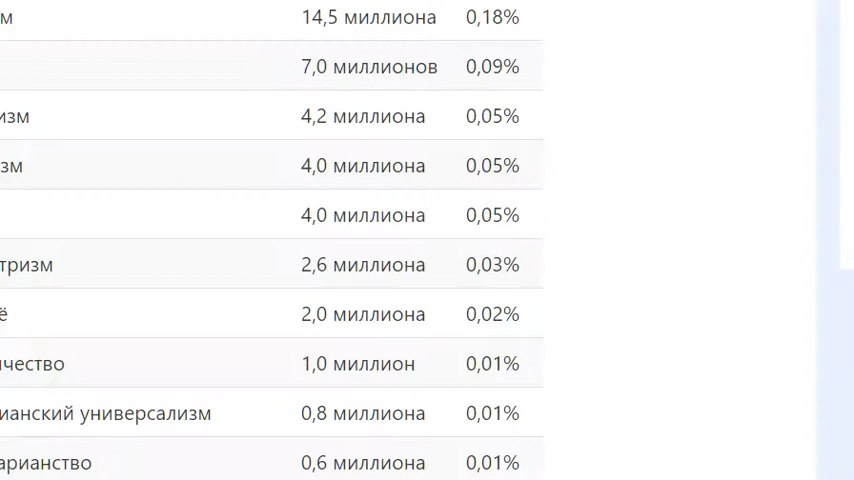 м 14,5 миллиона 0,18%
7,0 миллионов 0,09%
изм 4,2 миллиона 0,05%
зм 4,0 миллиона 0,05%
4,0 миллиона 0,05%
тризм 2,6 миллиона 0,03%
ё 2,0 миллиона 0,02%
ичество 1,0 миллион 0,01%
ианский универсализм 0,8 миллиона 0,01%
арианство 0,6 миллиона 0,01%